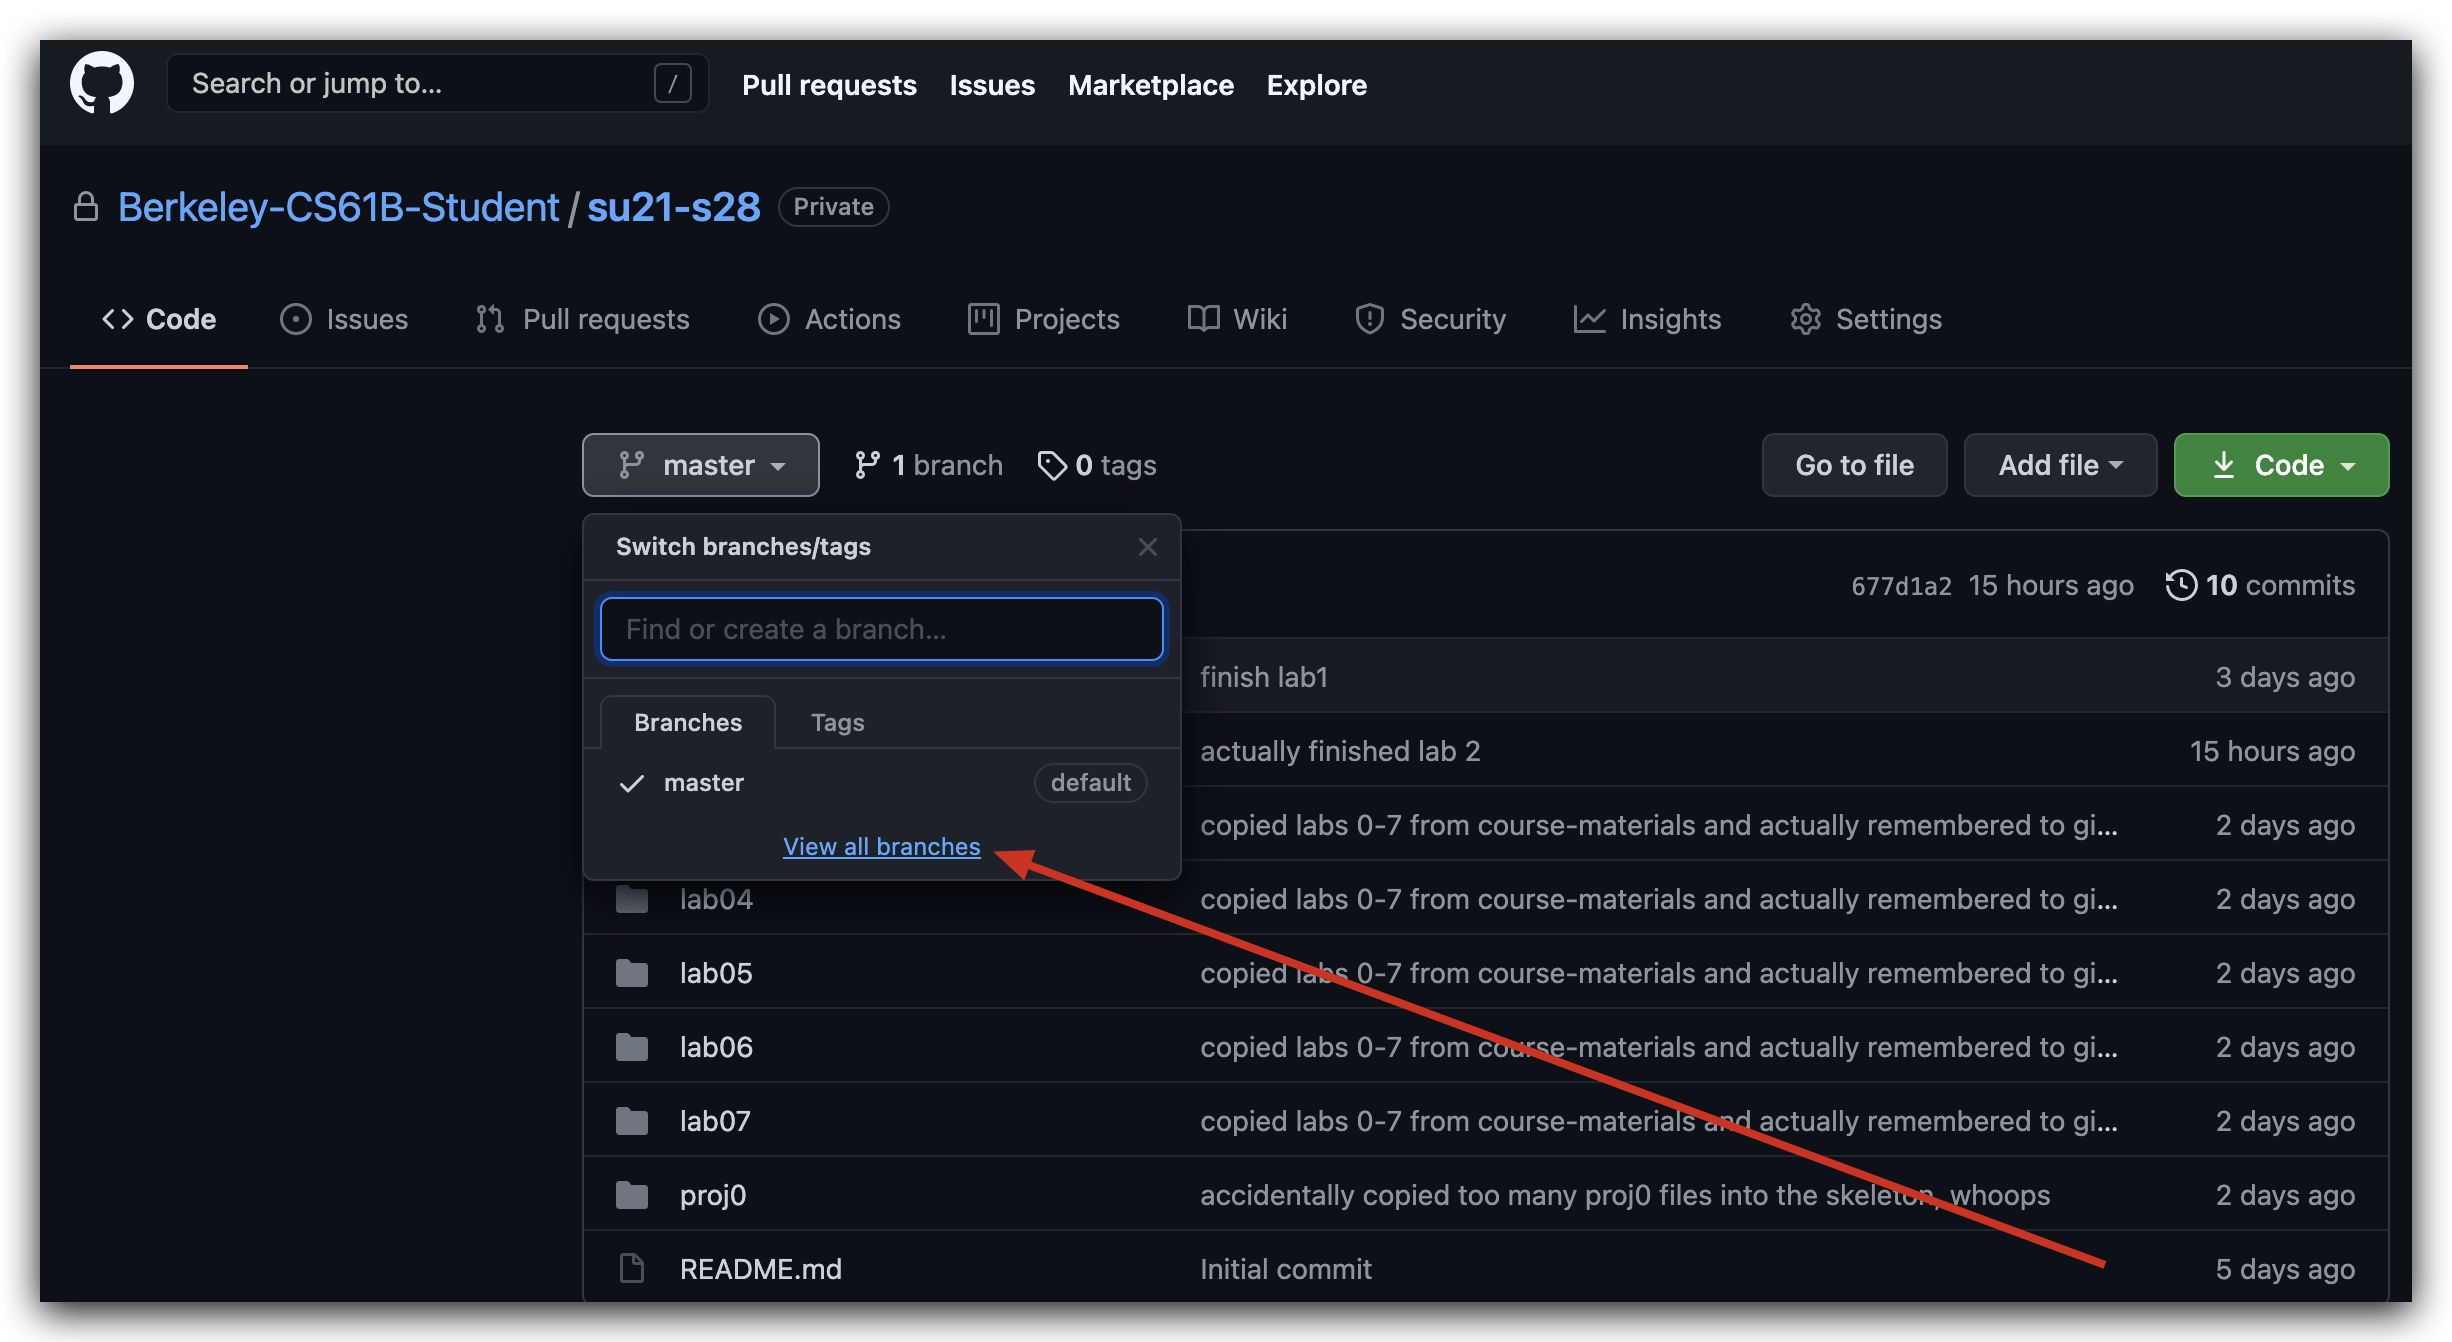 Search or jump to... /
Pull requests Issues Marketplace Explore
Berkeley-CS61B-Student / su21-s28 Private
Code Issues Pull requests Actions Projects Wiki Security Insights Settings
master 1 branch 0 tags Go to file Add file Code
Switch branches/tags
Find or create a branch...
Branches Tags
master default
View all branches
677d1a2 15 hours ago 10 commits
finish lab1 3 days ago
actually finished lab 2 15 hours ago
copied labs 0-7 from course-materials and actually remembered to gi... 2 days ago
lab04 copied labs 0-7 from course-materials and actually remembered to gi... 2 days ago
lab05 copied labs 0-7 from course-materials and actually remembered to gi... 2 days ago
lab06 copied labs 0-7 from course-materials and actually remembered to gi... 2 days ago
lab07 copied labs 0-7 from course-materials and actually remembered to gi... 2 days ago
proj0 accidentally copied too many proj0 files into the skeleton, whoops 2 days ago
README.md Initial commit 5 days ago